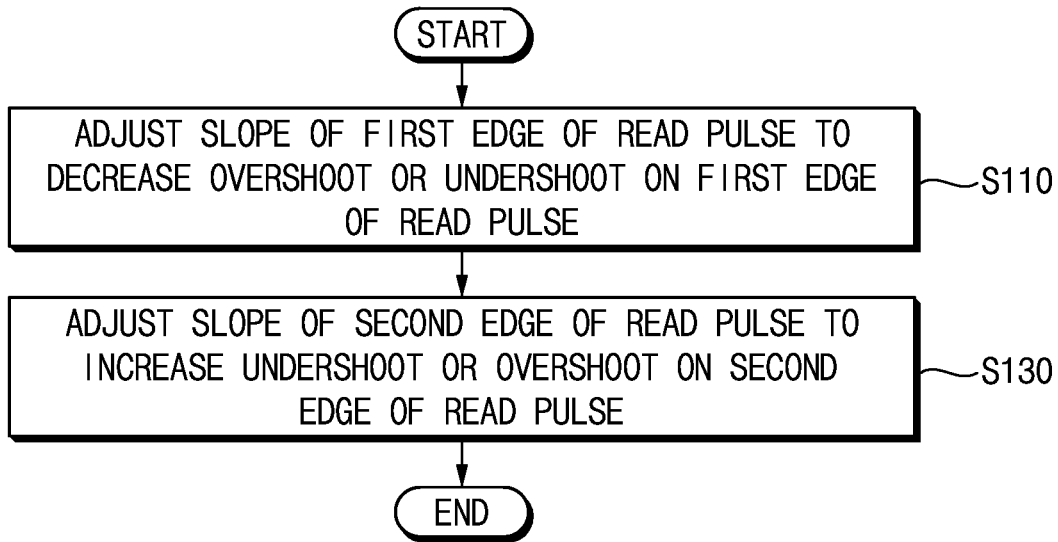 START
ADJUST SLOPE OF FIRST EDGE OF READ PULSE TO
DECREASE OVERSHOOT OR UNDERSHOOT ON FIRST EDGE
OF READ PULSE
S110
ADJUST SLOPE OF SECOND EDGE OF READ PULSE TO
INCREASE UNDERSHOOT OR OVERSHOOT ON SECOND
EDGE OF READ PULSE
S130
END